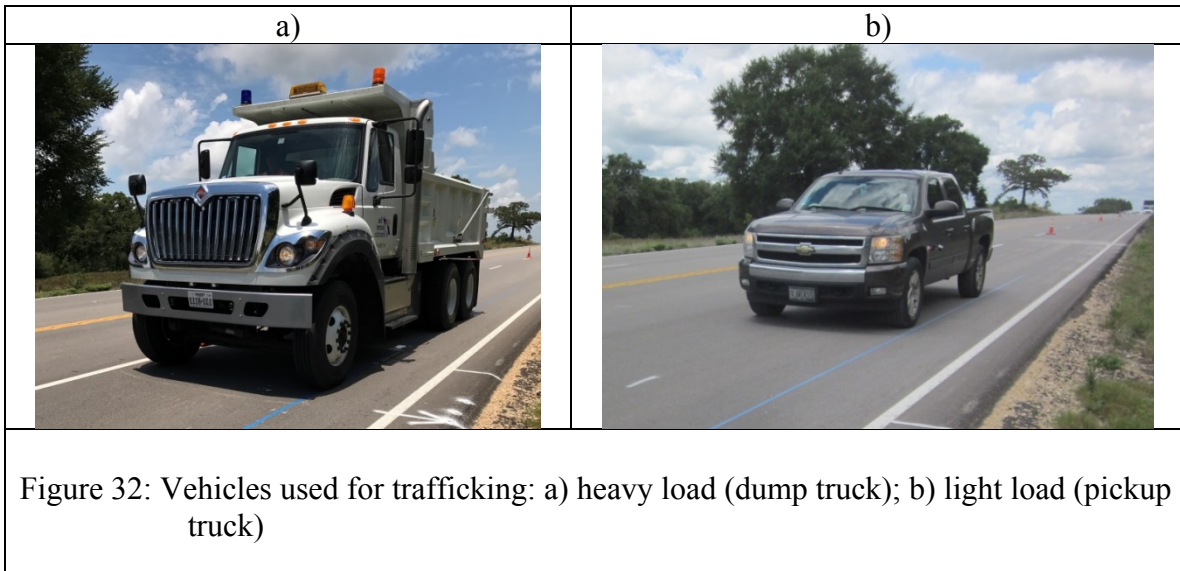 a)
b)
Figure 32: Vehicles used for trafficking: a) heavy load (dump truck); b) light load (pickup
truck)